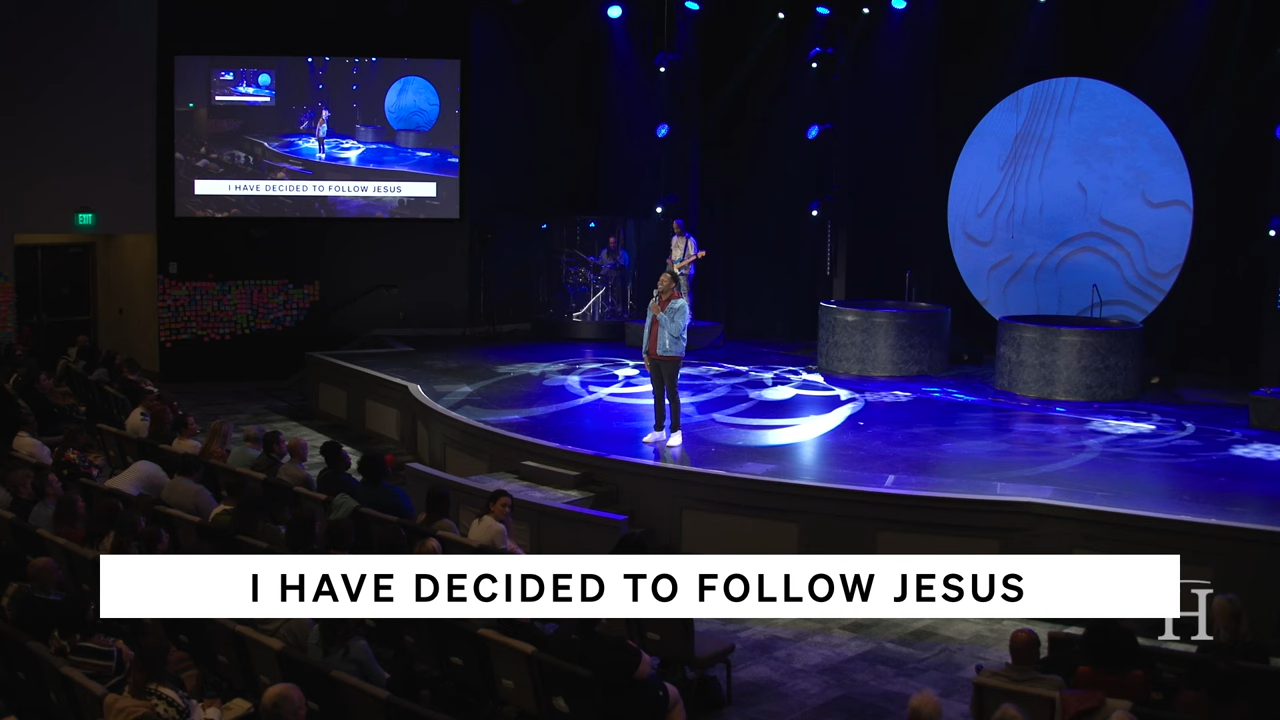 EXIT
I HAVE DECIDED TO FOLLOW JESUS
I HAVE DECIDED TO FOLLOW JESUS
H